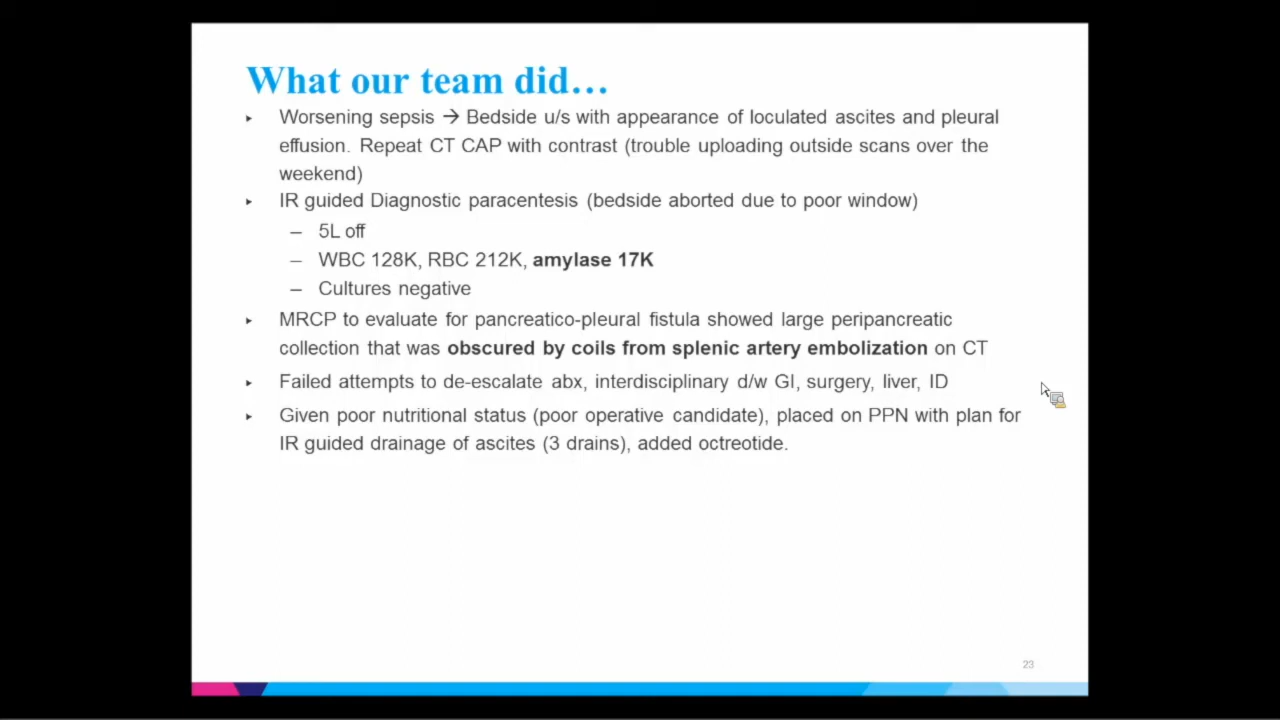 What our team did…
▸ Worsening sepsis → Bedside u/s with appearance of loculated ascites and pleural
effusion. Repeat CT CAP with contrast (trouble uploading outside scans over the
weekend)
▸ IR guided Diagnostic paracentesis (bedside aborted due to poor window)
– 5L off
– WBC 128K, RBC 212K, amylase 17K
– Cultures negative
▸ MRCP to evaluate for pancreatico-pleural fistula showed large peripancreatic
collection that was obscured by coils from splenic artery embolization on CT
▸ Failed attempts to de-escalate abx, interdisciplinary d/w GI, surgery, liver, ID
▸ Given poor nutritional status (poor operative candidate), placed on PPN with plan for
IR guided drainage of ascites (3 drains), added octreotide.
23